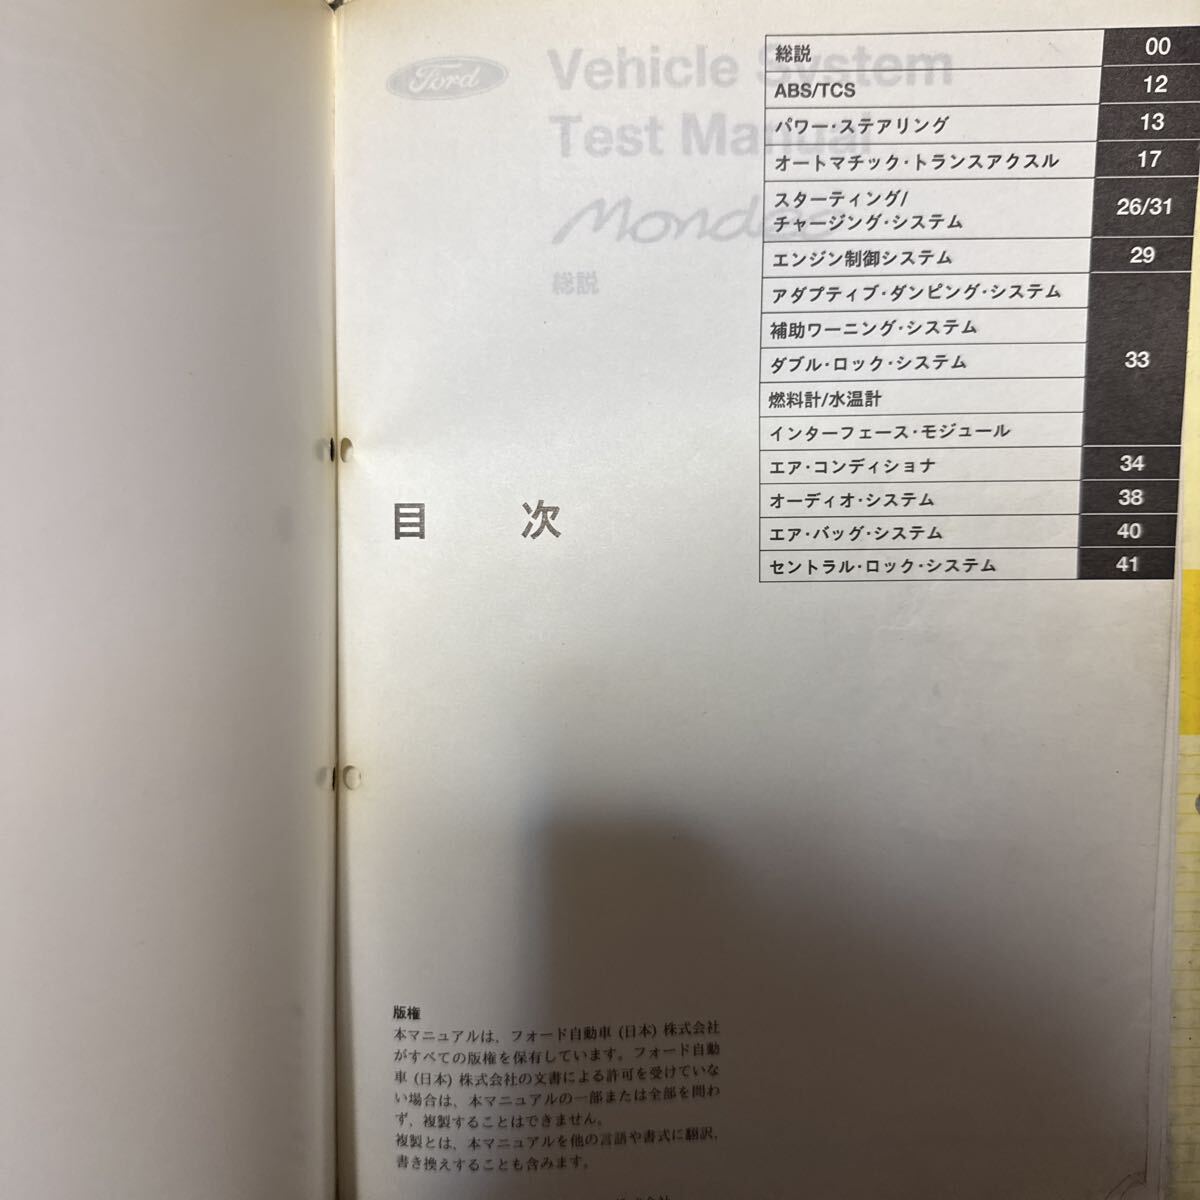 Ford
Vehicle System
Test Manual
Mondeo
総説
総説 00
ABS/TCS 12
パワー・ステアリング 13
オートマチック・トランスアクスル 17
スターティング/
チャージング・システム 26/31
エンジン制御システム 29
アダプティブ・ダンピング・システム
補助ワーニング・システム
ダブル・ロック・システム 33
燃料計/水温計
インターフェース・モジュール
エア・コンディショナ 34
オーディオ・システム 38
エア・バッグ・システム 40
セントラル・ロック・システム 41
目 次
版権
本マニュアルは、フォード自動車 (日本) 株式会社
がすべての版権を保有しています。フォード自動
車 (日本) 株式会社の文書による許可を受けていな
い場合は、本マニュアルの一部または全部を問わ
ず、複製することはできません。
複製とは、本マニュアルを他の言語や書式に翻訳、
書き換えすることも含みます。